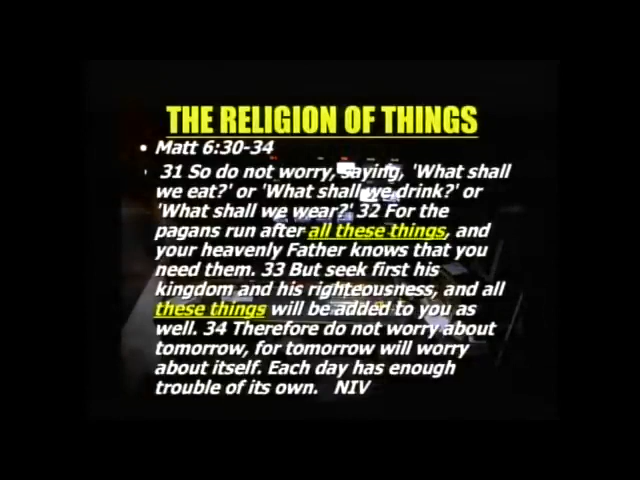 THE RELIGION OF THINGS
• Matt 6:30-34
• 31 So do not worry, saying, 'What shall
we eat?' or 'What shall we drink?' or
'What shall we wear?' 32 For the
pagans run after all these things, and
your heavenly Father knows that you
need them. 33 But seek first his
kingdom and his righteousness, and all
these things will be added to you as
well. 34 Therefore do not worry about
tomorrow, for tomorrow will worry
about itself. Each day has enough
trouble of its own. NIV